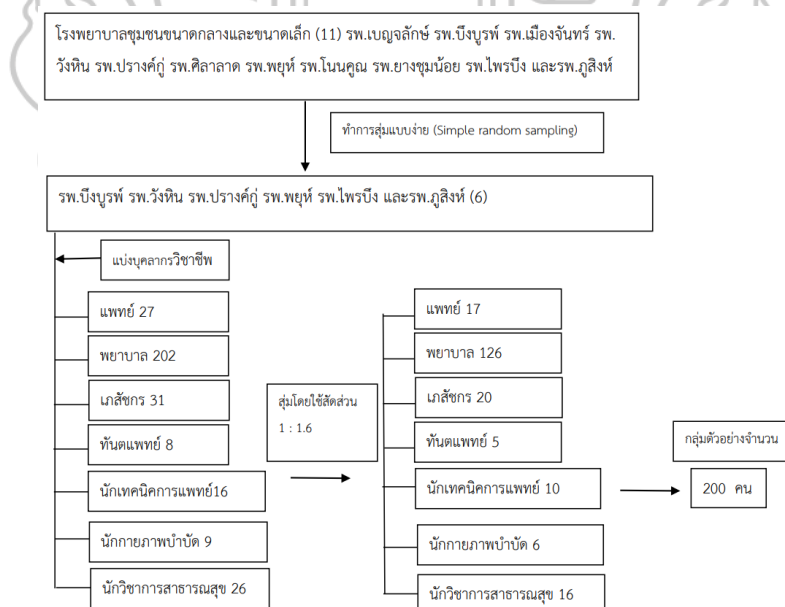 โรงพยาบาลชุมชนขนาดกลางและขนาดเล็ก (11) รพ.เบญจลักษ์ รพ.บึงบูรพ์ รพ.เมืองจันทร์ รพ.
วังหิน รพ.ปรางค์กู่ รพ.ศิลาลาด รพ.พยุห์ รพ.โนนคูณ รพ.ยางชุมน้อย รพ.ไพรบึง และรพ.ภูสิงห์
ทำการสุ่มแบบง่าย (Simple random sampling)
รพ.บึงบูรพ์ รพ.วังหิน รพ.ปรางค์กู่ รพ.พยุห์ รพ.ไพรบึง และรพ.ภูสิงห์ (6)
แบ่งบุคลากรวิชาชีพ
แพทย์ 27
พยาบาล 202
เภสัชกร 31
ทันตแพทย์ 8
นักเทคนิคการแพทย์16
นักกายภาพบำบัด 9
นักวิชาการสาธารณสุข 26
สุ่มโดยใช้สัดส่วน
1 : 1.6
แพทย์ 17
พยาบาล 126
เภสัชกร 20
ทันตแพทย์ 5
นักเทคนิคการแพทย์ 10
นักกายภาพบำบัด 6
นักวิชาการสาธารณสุข 16
กลุ่มตัวอย่างจำนวน
200 คน